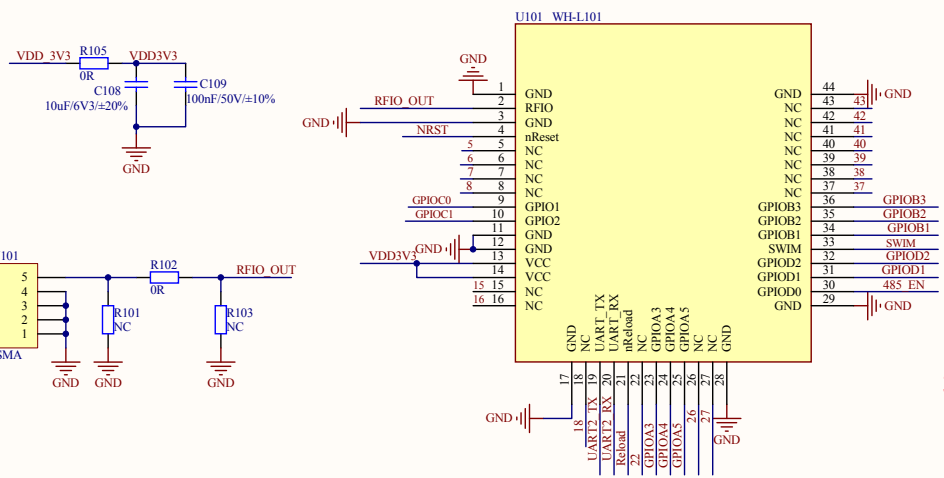 U101 WH-L101
VDD_3V3
R105
0R
VDD3V3
C108
10uF/6V3/±20%
C109
100nF/50V/±10%
GND
GND
1 GND
RFIO_OUT 2 RFIO
GND 3 GND
NRST 4 nReset
5 5 NC
6 6 NC
7 7 NC
8 8 NC
GPIOC0 9 GPIO1
GPIOC1 10 GPIO2
11 GND
GND 12 GND
VDD3V3 13 VCC
14 VCC
15 15 NC
16 16 NC
GND 44 GND
NC 43 43
NC 42 42
NC 41 41
NC 40 40
NC 39 39
NC 38 38
NC 37 37
GPIOB3 36 GPIOB3
GPIOB2 35 GPIOB2
GPIOB1 34 GPIOB1
SWIM 33 SWIM
GPIOD2 32 GPIOD2
GPIOD1 31 GPIOD1
GPIOD0 30 485_EN
GND 29 GND
GND 17 GND
NC 18 18
UART_TX 19 UART2_TX
UART_RX 20 UART2_RX
nReload 21 Reload
NC 22 22
GPIOA3 23 GPIOA3
GPIOA4 24 GPIOA4
GPIOA5 25 GPIOA5
NC 26 26
NC 27 27
GND 28 GND
101
5
4
3
2
1
SMA
GND
R101
NC
GND
R102
0R
R103
NC
GND
RFIO_OUT